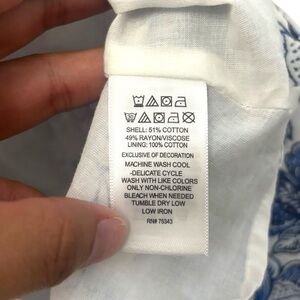 SHELL: 51% COTTON
49% RAYON/VISCOSE
LINING: 100% COTTON
EXCLUSIVE OF DECORATION
MACHINE WASH COOL
-DELICATE CYCLE
WASH WITH LIKE COLORS
ONLY NON-CHLORINE
BLEACH WHEN NEEDED
TUMBLE DRY LOW
LOW IRON
RN# 75343